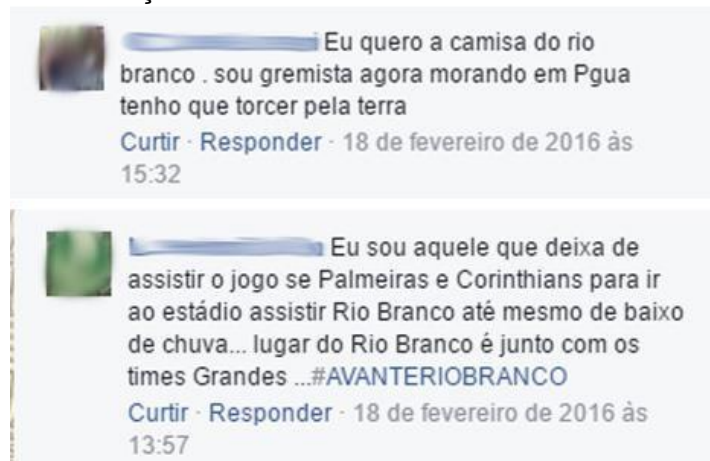 Eu quero a camisa do rio
branco . sou gremista agora morando em Pgua
tenho que torcer pela terra
Curtir · Responder · 18 de fevereiro de 2016 às
15:32
Eu sou aquele que deixa de
assistir o jogo se Palmeiras e Corinthians para ir
ao estádio assistir Rio Branco até mesmo de baixo
de chuva... lugar do Rio Branco é junto com os
times Grandes ...#AVANTERIOBRANCO
Curtir · Responder · 18 de fevereiro de 2016 às
13:57